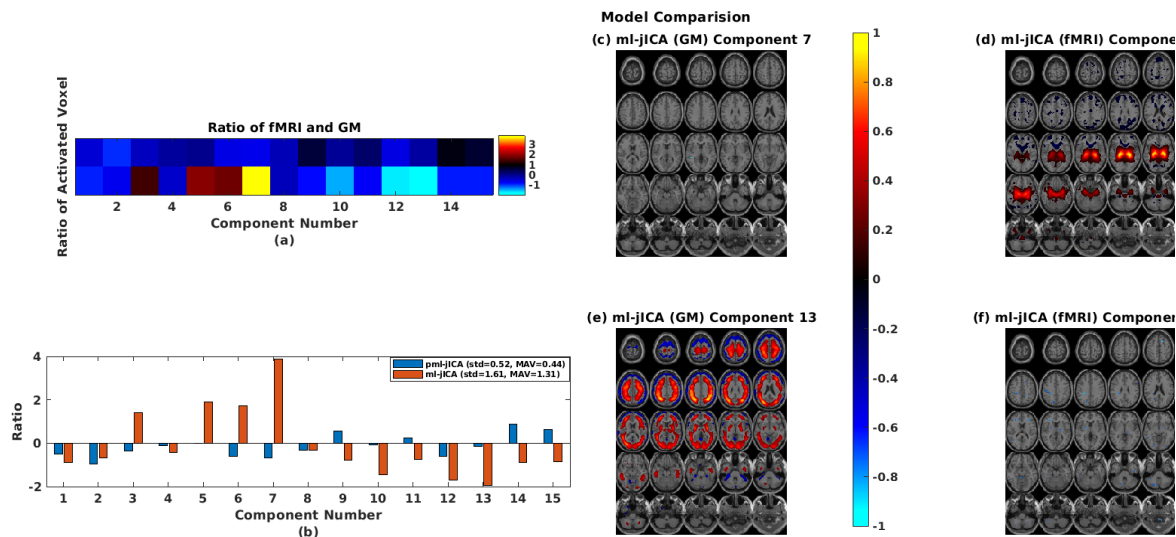 Model Comparision
(c) ml-jICA (GM) Component 7
(d) ml-jICA (fMRI) Compone
Ratio of Activated Voxel
Ratio of fMRI and GM
3
2
1
0
-1
2 4 6 8 10 12 14
Component Number
(a)
1
0.8
0.6
0.4
0.2
0
-0.2
-0.4
-0.6
-0.8
-1
(e) ml-jICA (GM) Component 13
(f) ml-jICA (fMRI) Compone
pml-jICA (std=0.52, MAV=0.44)
ml-jICA (std=1.61, MAV=1.31)
Ratio
4
2
0
-2
1 2 3 4 5 6 7 8 9 10 11 12 13 14 15
Component Number
(b)